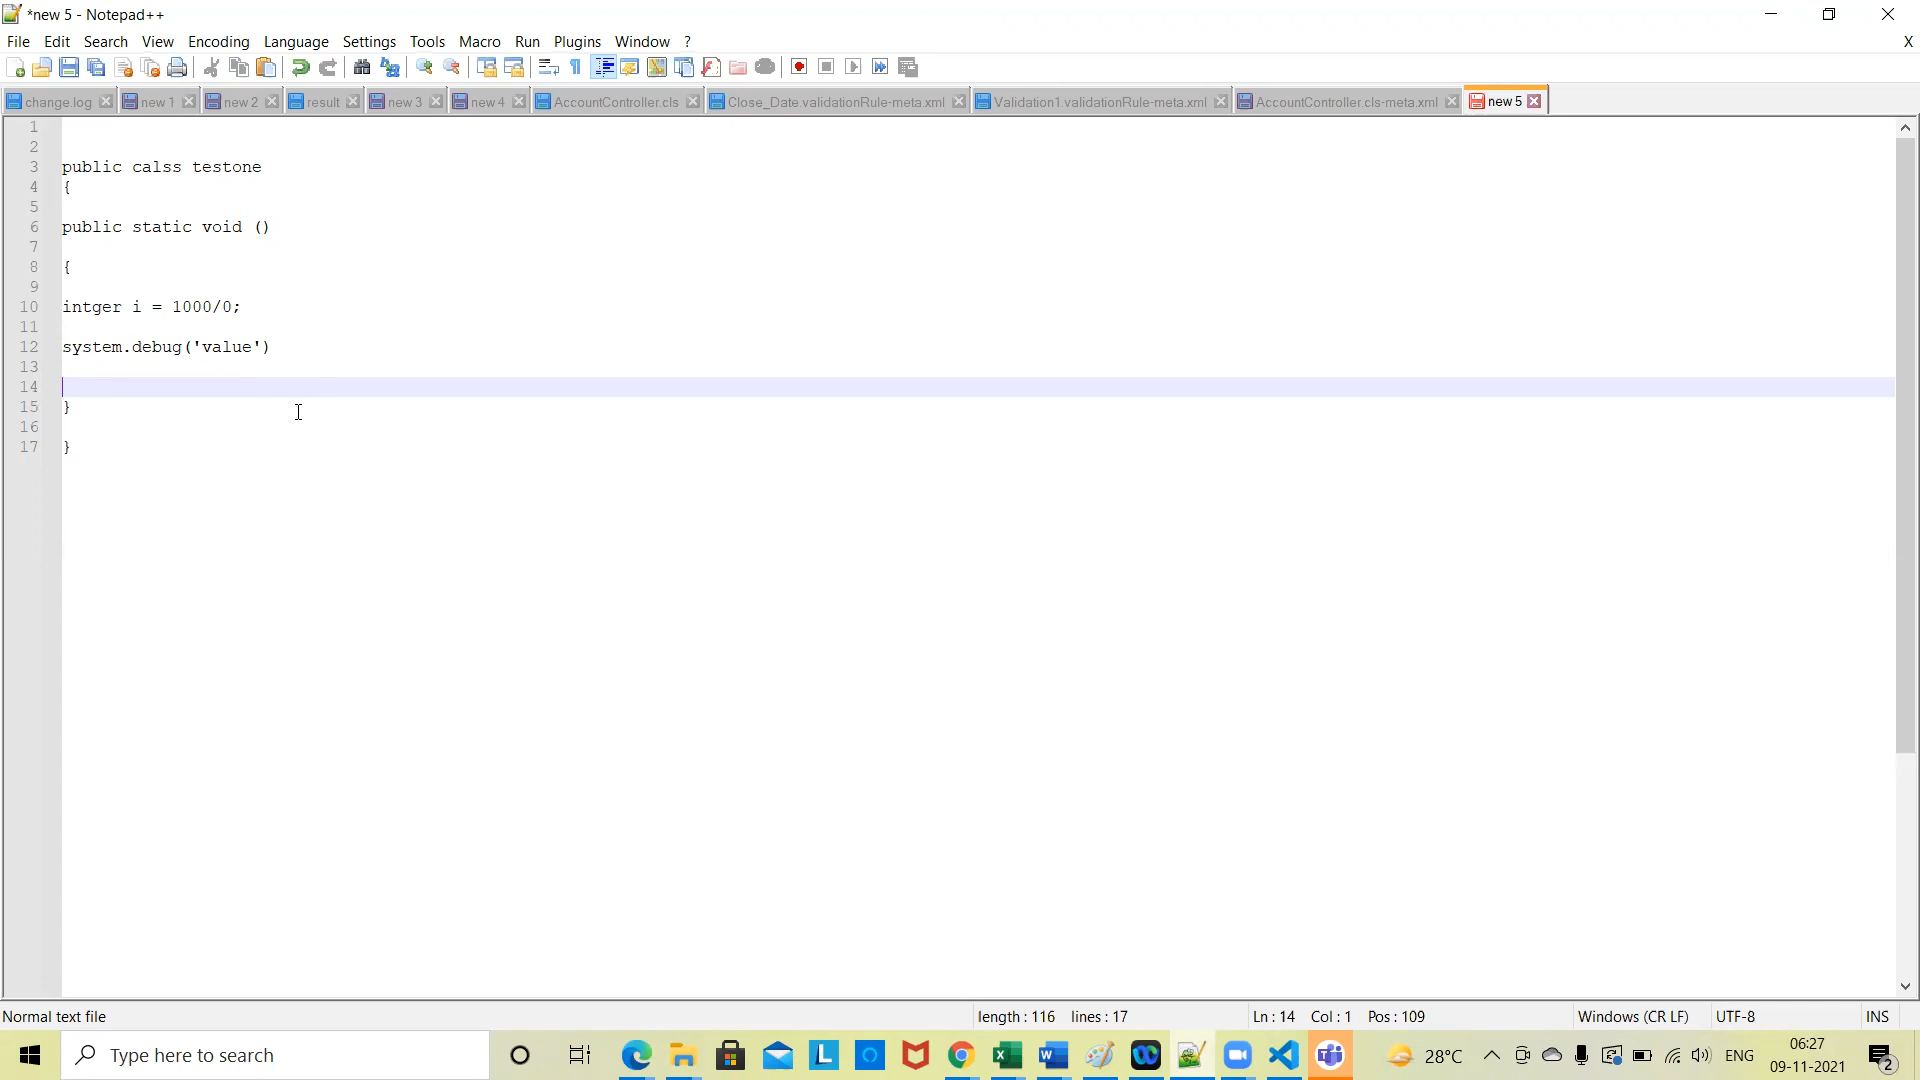 *new 5 - Notepad++
File Edit Search View Encoding Language Settings Tools Macro Run Plugins Window ? X
change.log new 1 new 2 result new 3 new 4 AccountController.cls Close_Date.validationRule-meta.xml Validation1.validationRule-meta.xml AccountController.cls-meta.xml new 5
1
2
3 public calss testone
4 {
5
6 public static void ()
7
8 {
9
10 intger i = 1000/0;
11
12 system.debug('value')
13
14
15 }
16
17 }
Normal text file length : 116 lines : 17 Ln : 14 Col : 1 Pos : 109 Windows (CR LF) UTF-8 INS
Type here to search 28°C ENG 06:27
09-11-2021 2